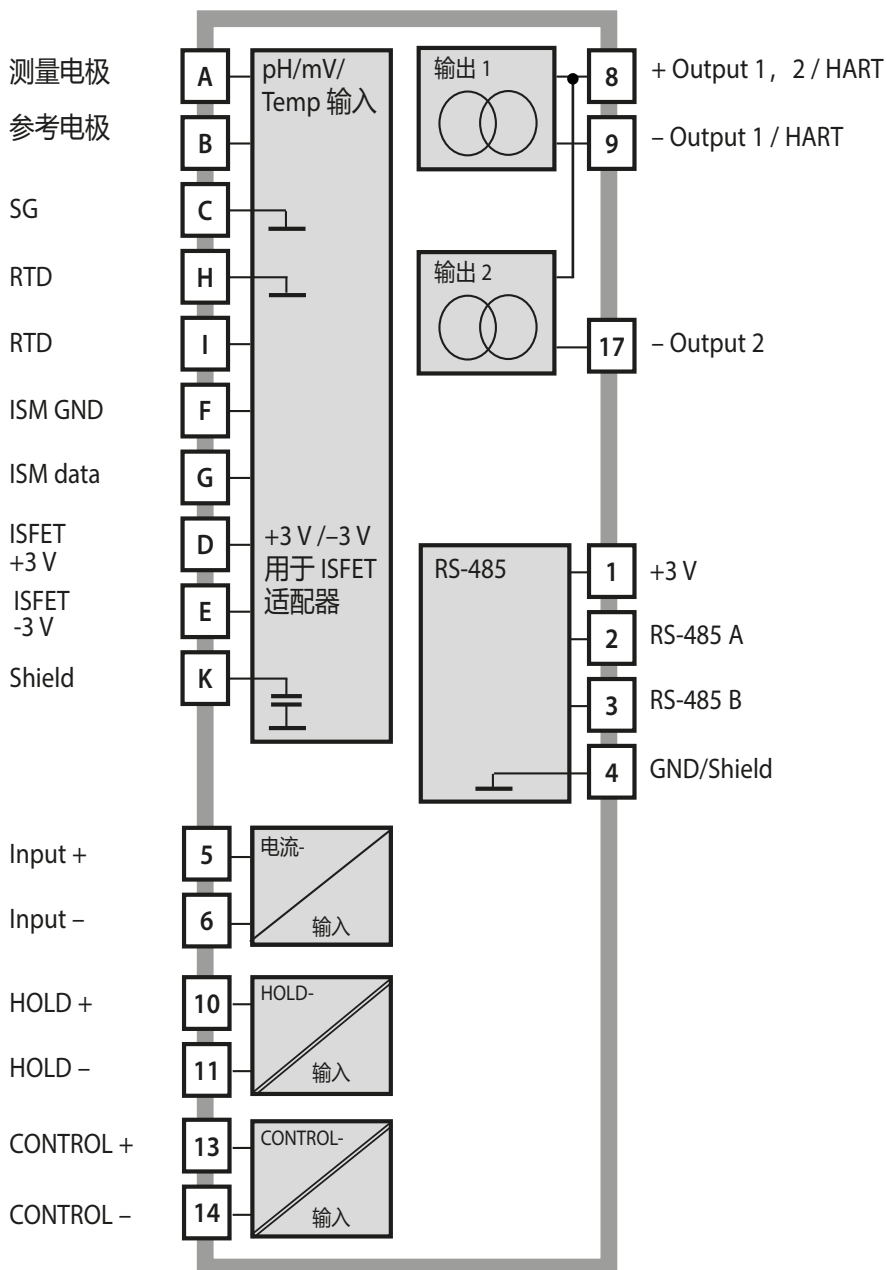 测量电极
A
pH/mV/
Temp 输入
参考电极
B
SG
C
RTD
H
RTD
I
ISM GND
F
ISM data
G
ISFET
+3 V
D
+3 V /–3 V
用于 ISFET
适配器
ISFET
-3 V
E
Shield
K
输出 1
8
+ Output 1，2 / HART
9
– Output 1 / HART
输出 2
17
– Output 2
RS-485
1
+3 V
2
RS-485 A
3
RS-485 B
4
GND/Shield
Input +
5
电流-
Input –
6
输入
HOLD +
10
HOLD-
HOLD –
11
输入
CONTROL +
13
CONTROL-
CONTROL –
14
输入